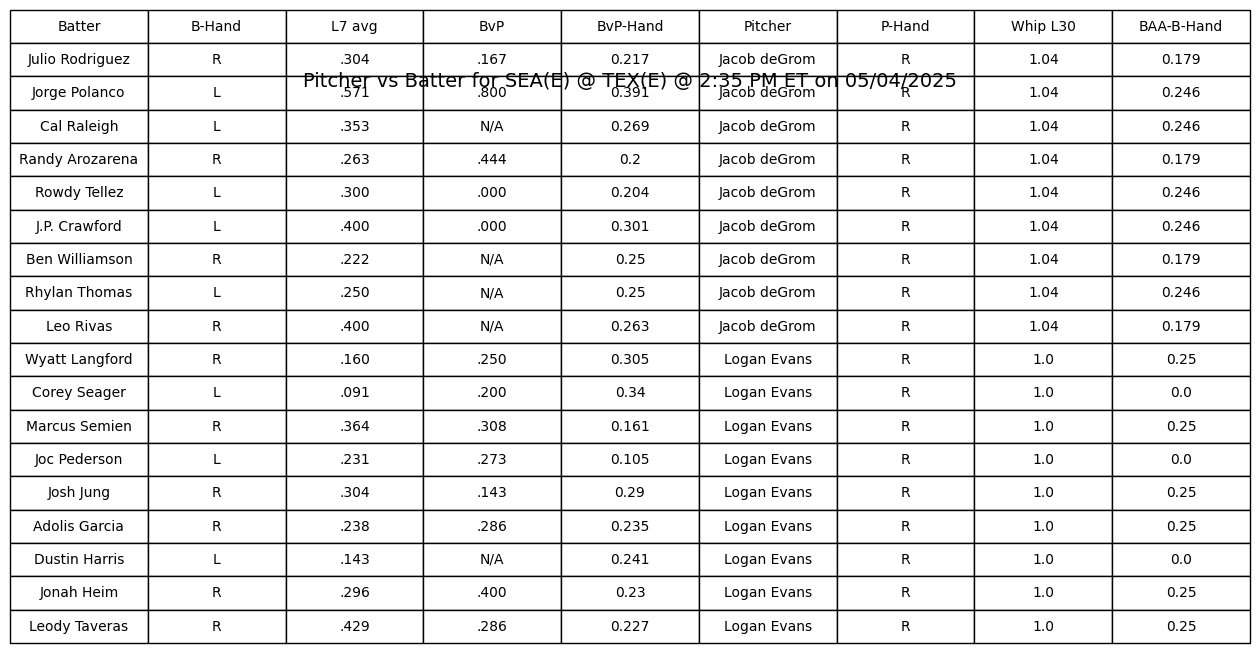 Batter B-Hand L7 avg BvP BvP-Hand Pitcher P-Hand Whip L30 BAA-B-Hand
Julio Rodriguez R .304 .167 0.217 Jacob deGrom R 1.04 0.179
Pitcher vs Batter for SEA(E) @ TEX(E) @ 2:35 PM ET on 05/04/2025
Jorge Polanco L .571 .800 0.391 Jacob deGrom R 1.04 0.246
Cal Raleigh L .353 N/A 0.269 Jacob deGrom R 1.04 0.246
Randy Arozarena R .263 .444 0.2 Jacob deGrom R 1.04 0.179
Rowdy Tellez L .300 .000 0.204 Jacob deGrom R 1.04 0.246
J.P. Crawford L .400 .000 0.301 Jacob deGrom R 1.04 0.246
Ben Williamson R .222 N/A 0.25 Jacob deGrom R 1.04 0.179
Rhylan Thomas L .250 N/A 0.25 Jacob deGrom R 1.04 0.246
Leo Rivas R .400 N/A 0.263 Jacob deGrom R 1.04 0.179
Wyatt Langford R .160 .250 0.305 Logan Evans R 1.0 0.25
Corey Seager L .091 .200 0.34 Logan Evans R 1.0 0.0
Marcus Semien R .364 .308 0.161 Logan Evans R 1.0 0.25
Joc Pederson L .231 .273 0.105 Logan Evans R 1.0 0.0
Josh Jung R .304 .143 0.29 Logan Evans R 1.0 0.25
Adolis Garcia R .238 .286 0.235 Logan Evans R 1.0 0.25
Dustin Harris L .143 N/A 0.241 Logan Evans R 1.0 0.0
Jonah Heim R .296 .400 0.23 Logan Evans R 1.0 0.25
Leody Taveras R .429 .286 0.227 Logan Evans R 1.0 0.25